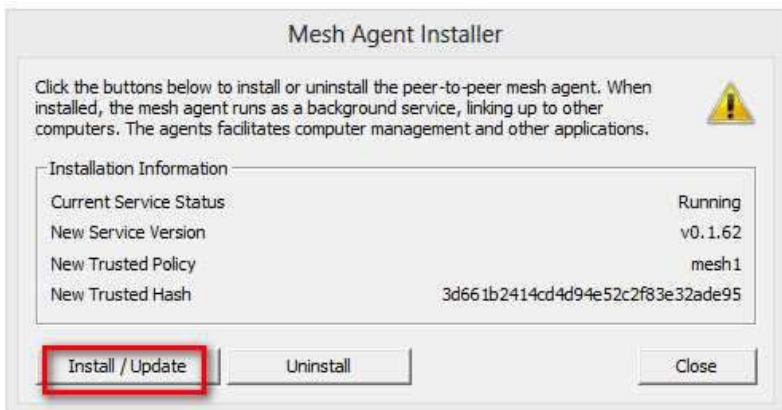 Mesh Agent Installer
Click the buttons below to install or uninstall the peer-to-peer mesh agent. When
installed, the mesh agent runs as a background service, linking up to other
computers. The agents facilitates computer management and other applications.
Installation Information
Current Service Status Running
New Service Version v0.1.62
New Trusted Policy mesh1
New Trusted Hash 3d661b2414cd4d94e52c2f83e32ade95
Install / Update Uninstall Close